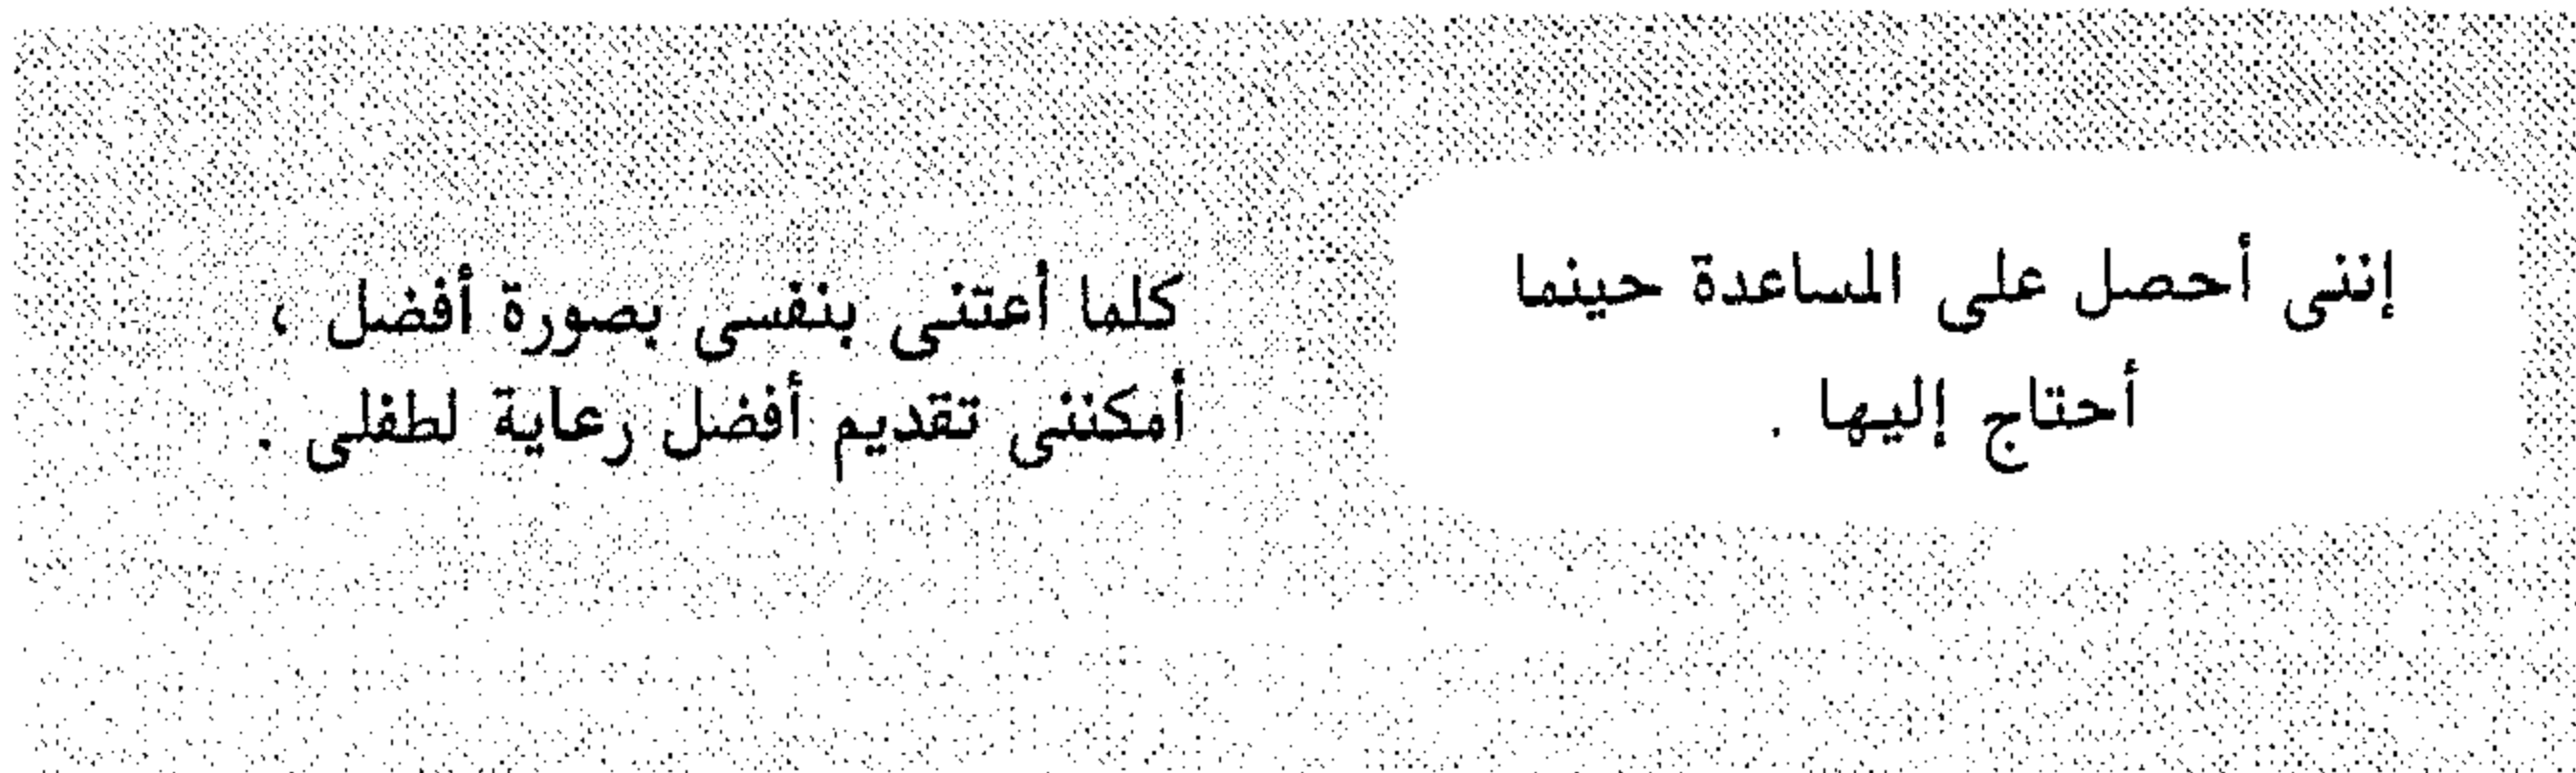 إننى أحصل على المساعدة حينما
أحتاج إليها .
كلما أعتنى بنفسى بصورة أفضل ،
أمكننى تقديم أفضل رعاية لطفلى .